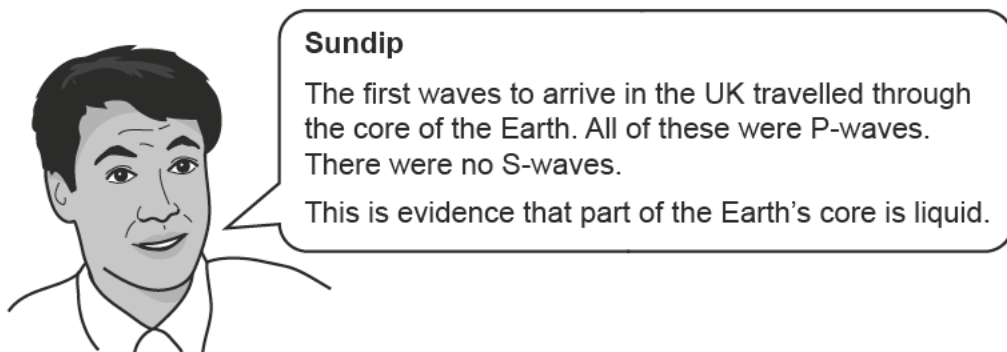 Sundip
The first waves to arrive in the UK travelled through
the core of the Earth. All of these were P-waves.
There were no S-waves.
This is evidence that part of the Earth’s core is liquid.